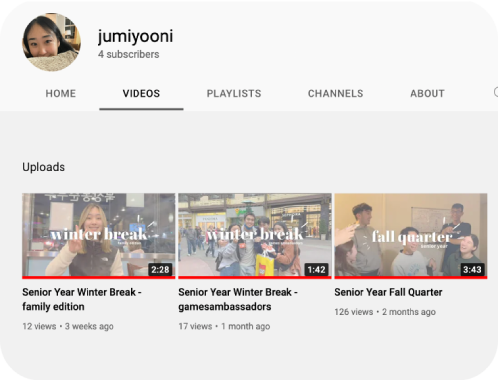 jumiyooni
4 subscribers
HOME VIDEOS PLAYLISTS CHANNELS ABOUT
Uploads
winter break
2:28
winter break
1:42
fall quarter
senior year
3:43
Senior Year Winter Break -
family edition
12 views • 3 weeks ago
Senior Year Winter Break -
gamesambassadors
17 views • 1 month ago
Senior Year Fall Quarter
126 views • 2 months ago